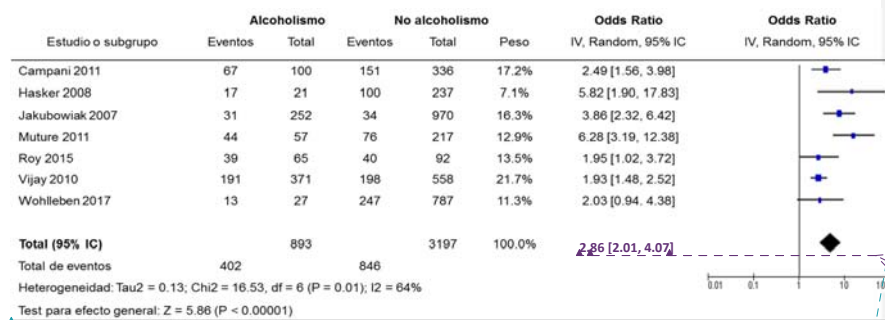 Alcoholismo No alcoholismo Odds Ratio Odds Ratio
Estudio o subgrupo Eventos Total Eventos Total Peso IV, Random, 95% IC IV, Random, 95% IC
Campani 2011 67 100 151 336 17.2% 2.49 [1.56, 3.98]
Hasker 2008 17 21 100 237 7.1% 5.82 [1.90, 17.83]
Jakubowiak 2007 31 252 34 970 16.3% 3.86 [2.32, 6.42]
Muture 2011 44 57 76 217 12.9% 6.28 [3.19, 12.38]
Roy 2015 39 65 40 92 13.5% 1.95 [1.02, 3.72]
Vijay 2010 191 371 198 558 21.7% 1.93 [1.48, 2.52]
Wohlleben 2017 13 27 247 787 11.3% 2.03 [0.94. 4.38]
Total (95% IC) 893 3197 100.0% 2.86 [2.01, 4.07]
Total de eventos 402 846
Heterogeneidad: Tau2 = 0.13; Chi2 = 16.53, df = 6 (P = 0.01); I2 = 64%
Test para efecto general: Z = 5.86 (P < 0.00001)
0.01 0.1 1 10